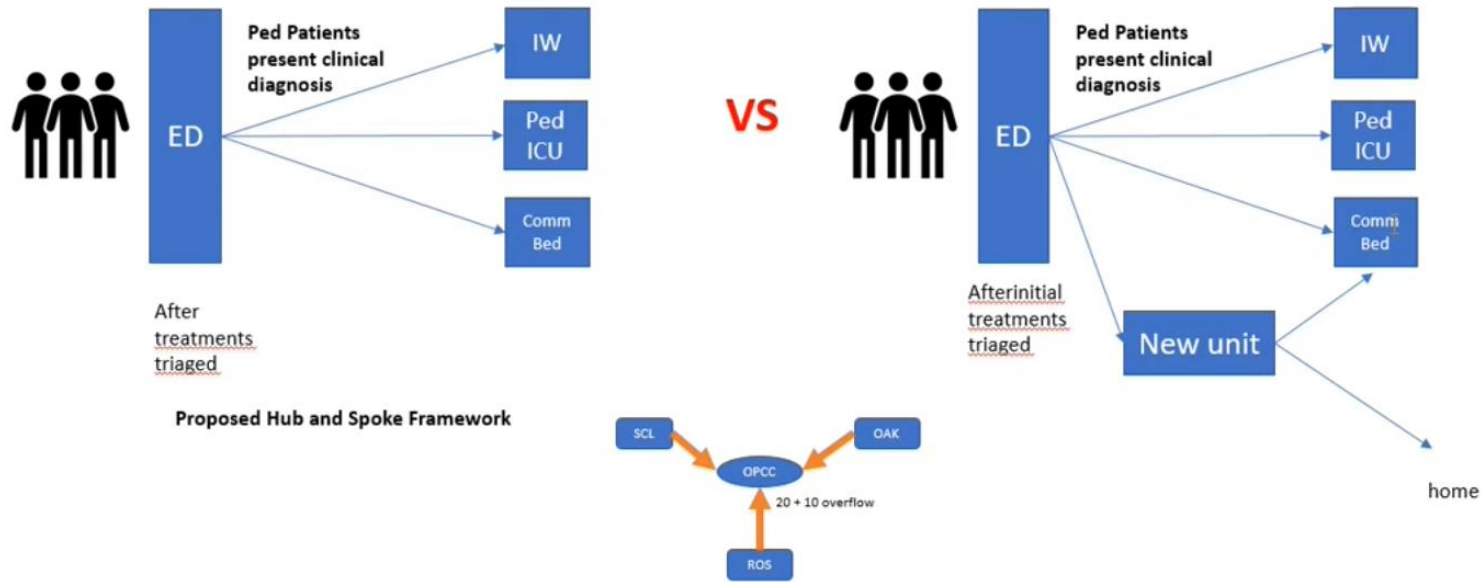 Ped Patients
present clinical
diagnosis
ED
IW
Ped
ICU
Comm
Bed
After
treatments
triaged
VS
Ped Patients
present clinical
diagnosis
ED
IW
Ped
ICU
Comm
Bed
Afterinitial
treatments
triaged
New unit
home
Proposed Hub and Spoke Framework
SCL
OAK
OPCC
20 + 10 overflow
ROS